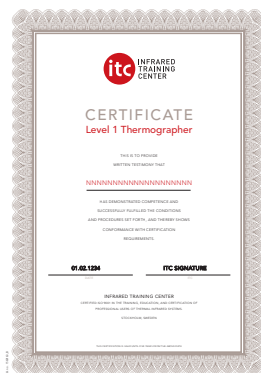 itc INFRARED
TRAINING
CENTER
CERTIFICATE
Level 1 Thermographer
THIS IS TO PROVIDE
WRITTEN TESTIMONY THAT
NNNNNNNNNNNNNNNNNNNN
HAS DEMONSTRATED COMPETENCE AND
SUCCESSFULLY FULFILLED THE CONDITIONS
AND PROCEDURES SET FORTH, AND THEREBY SHOWS
CONFORMANCE WITH CERTIFICATION
REQUIREMENTS.
01.02.1234 ITC SIGNATURE
INFRARED TRAINING CENTER
STOCKHOLM, SWEDEN